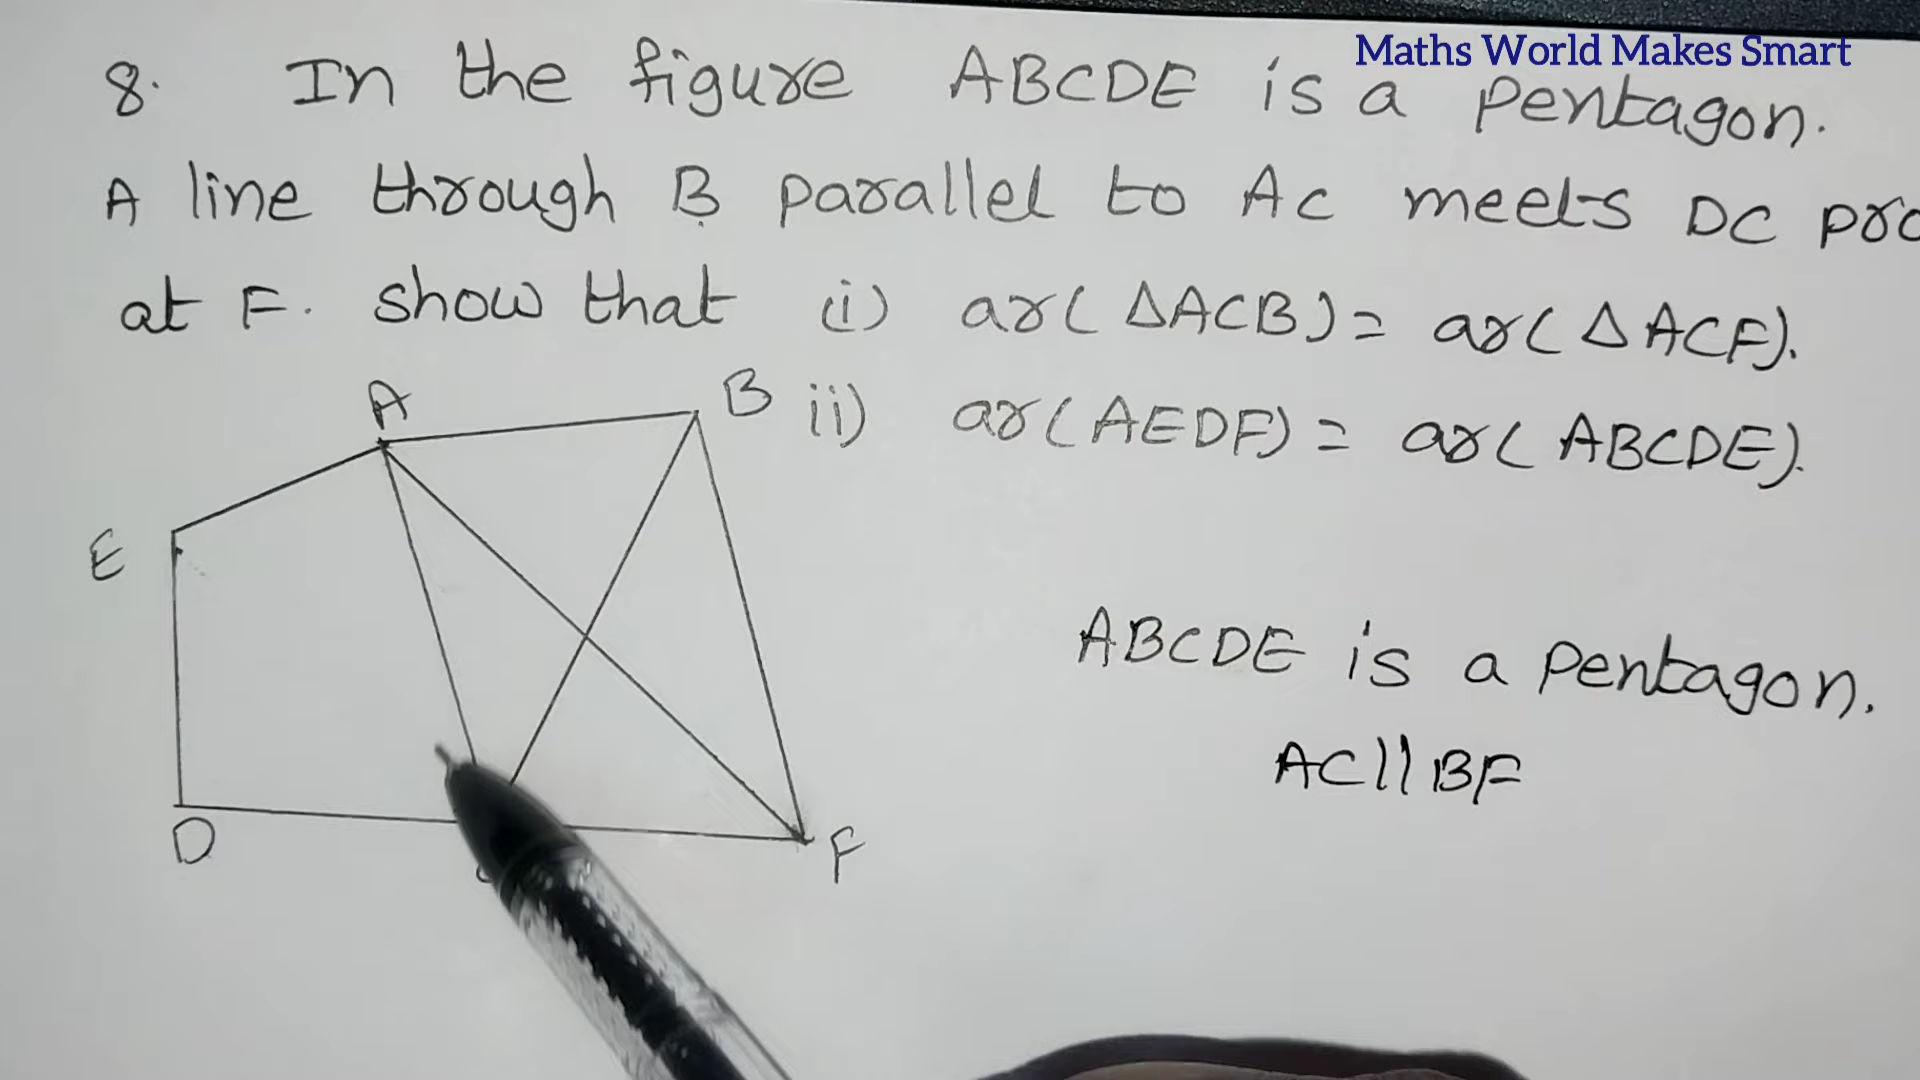 Maths World Makes Smart
8. In the figure ABCDE is a pentagon.
A line through B parallel to AC meets DC
at F. show that (i) ar(ΔACB) = ar(ΔACF).
ii) ar(AEDF) = ar(ABCDE).
A
B
E
D
F
ABCDE is a pentagon.
AC||BF